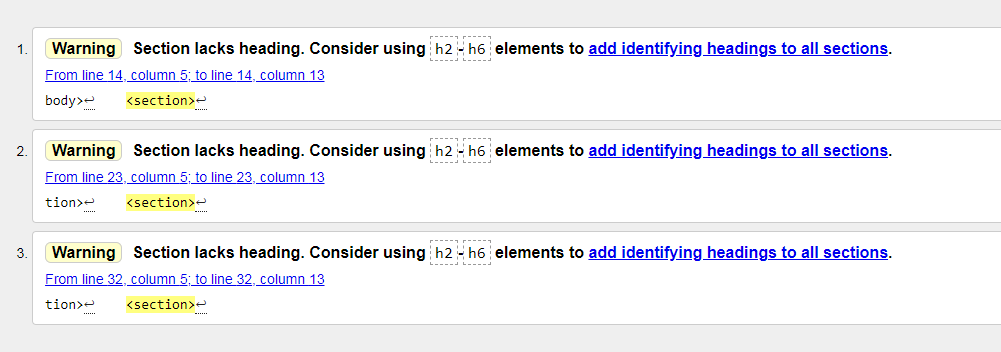 1. Warning Section lacks heading. Consider using h2-h6 elements to add identifying headings to all sections.
From line 14, column 5; to line 14, column 13
body>↩ <section>↩
2. Warning Section lacks heading. Consider using h2-h6 elements to add identifying headings to all sections.
From line 23, column 5; to line 23, column 13
tion>↩ <section>↩
3. Warning Section lacks heading. Consider using h2-h6 elements to add identifying headings to all sections.
From line 32, column 5; to line 32, column 13
tion>↩ <section>↩